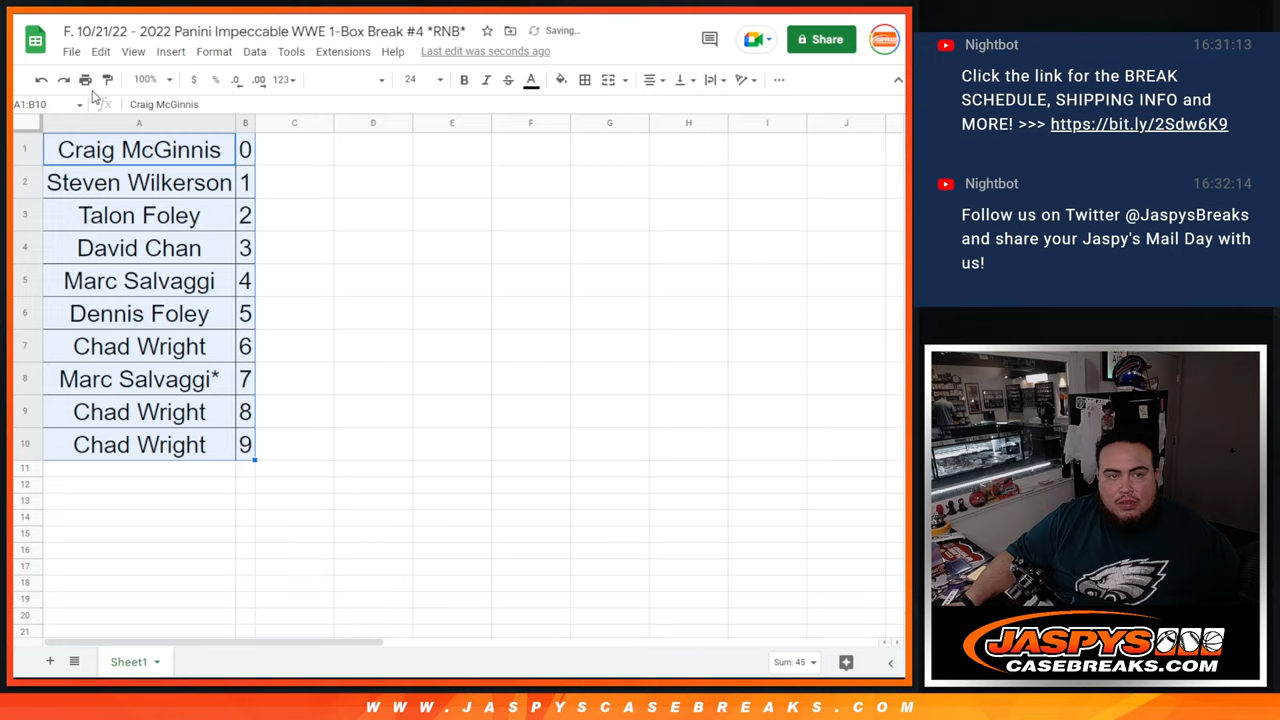 F. 10/21/22 - 2022 Panini Impeccable WWE 1-Box Break #4 *RNB*
Saving...
File Edit View Insert Format Data Tools Extensions Help Last edit was seconds ago
Share
100% $ % .0 .00 123 24 B I S A
A1:B10 fx Craig McGinnis
A B C D E F G H I J
1 Craig McGinnis 0
2 Steven Wilkerson 1
3 Talon Foley 2
4 David Chan 3
5 Marc Salvaggi 4
6 Dennis Foley 5
7 Chad Wright 6
8 Marc Salvaggi* 7
9 Chad Wright 8
10 Chad Wright 9
11
12
13
14
15
16
17
18
19
20
21
Sheet1
Sum: 45
Nightbot 16:31:13
Click the link for the BREAK
SCHEDULE, SHIPPING INFO and
MORE! >>> https://bit.ly/2Sdw6K9
Nightbot 16:32:14
Follow us on Twitter @JaspysBreaks
and share your Jaspy's Mail Day with
us!
JASPYS
CASEBREAKS.COM
WWW.JASPYSCASEBREAKS.COM